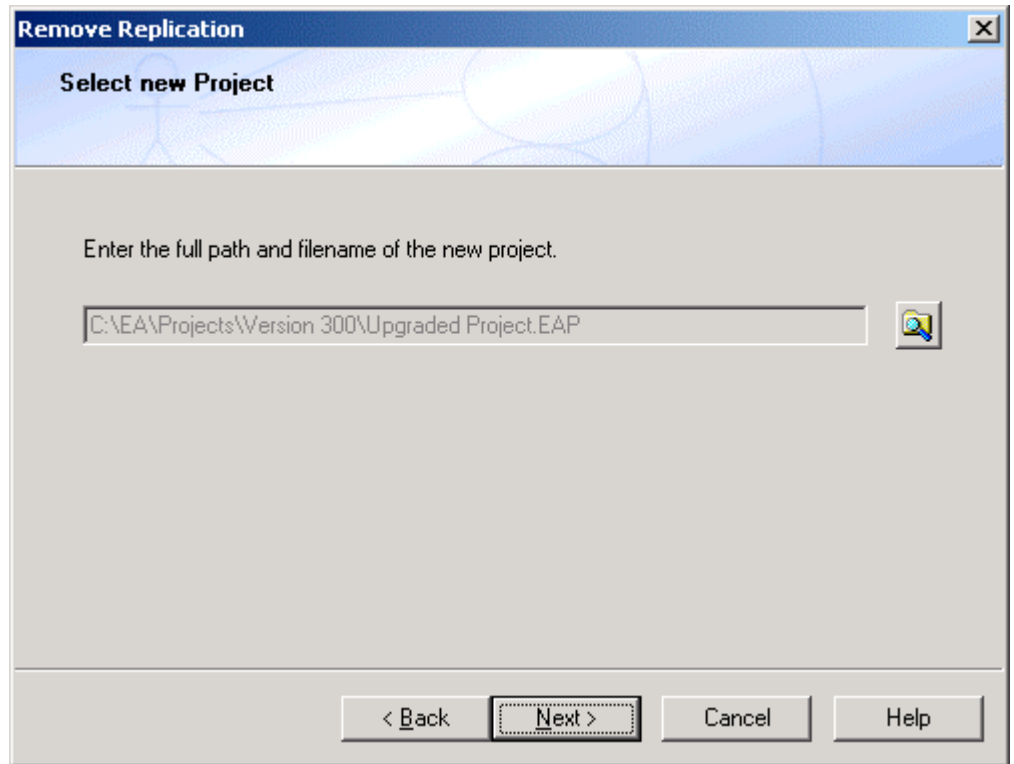 Remove Replication
Select new Project
Enter the full path and filename of the new project.
C:\EA\Projects\Version 300\Upgraded Project.EAP
< Back Next > Cancel Help